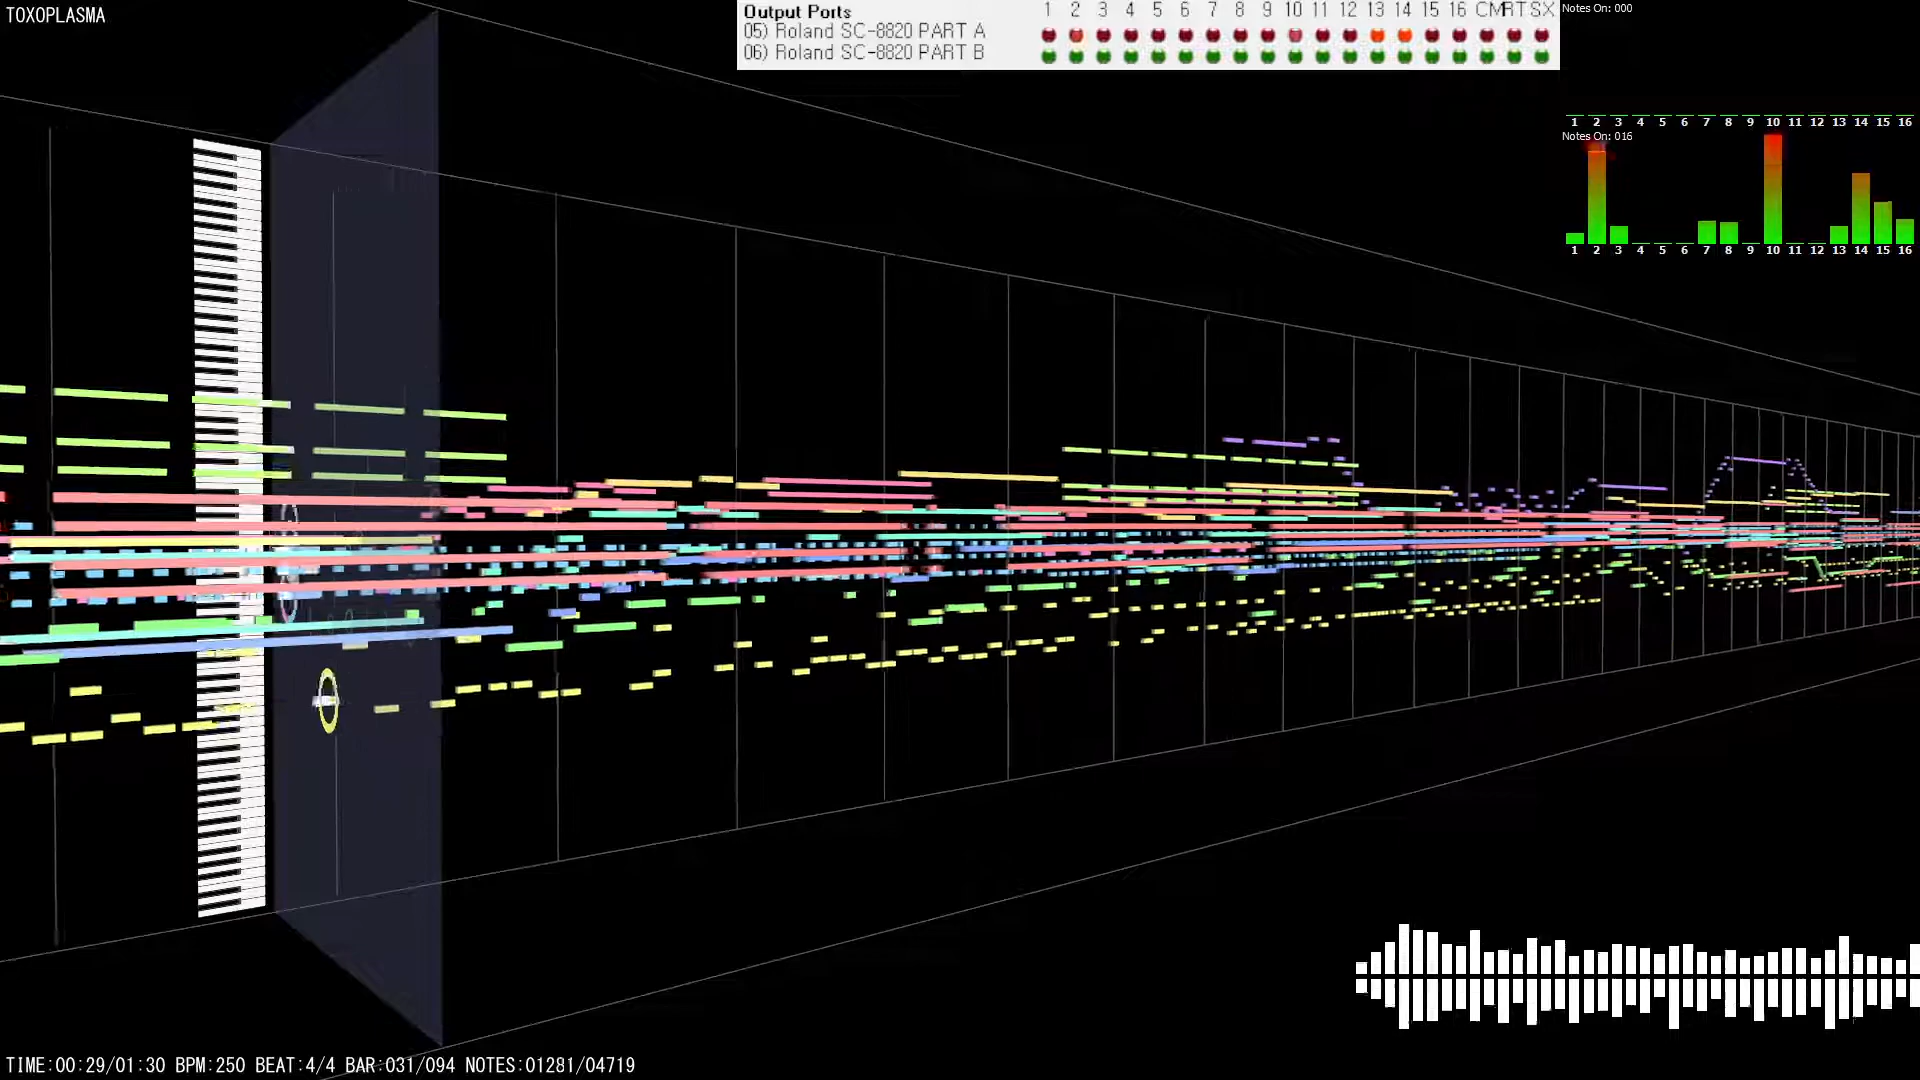 TOXOPLASMA
Output Ports 1 2 3 4 5 6 7 8 9 10 11 12 13 14 15 16 CM RT SX
05) Roland SC-8820 PART A
06) Roland SC-8820 PART B
Notes On: 000
1 2 3 4 5 6 7 8 9 10 11 12 13 14 15 16
Notes On: 016
1 2 3 4 5 6 7 8 9 10 11 12 13 14 15 16
TIME:00:29/01:30 BPM:250 BEAT:4/4 BAR:031/094 NOTES:01281/04719